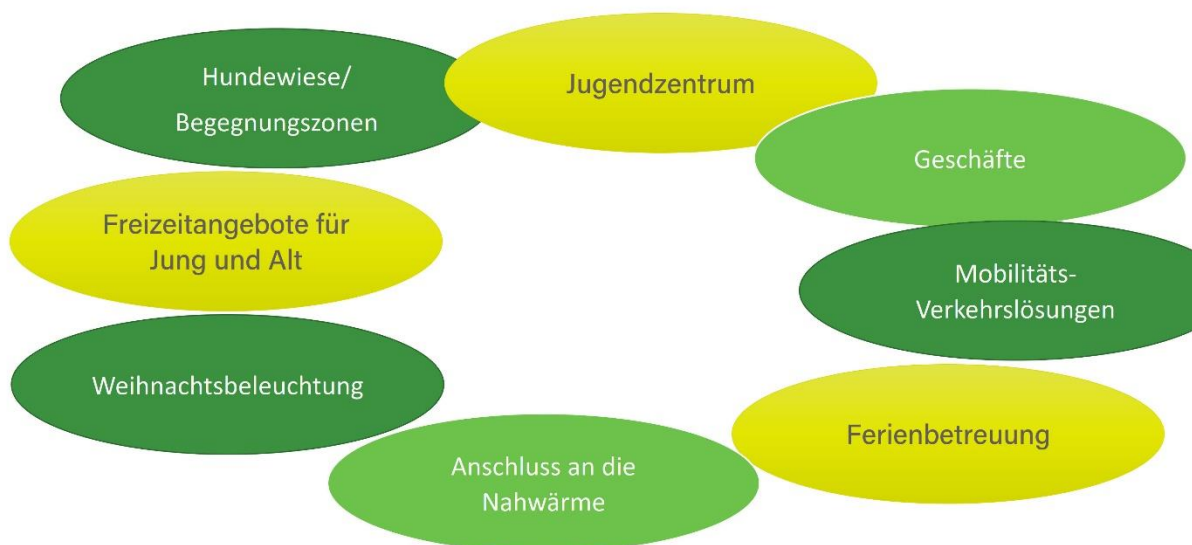 Hundewiese/
Begegnungszonen
Jugendzentrum
Geschäfte
Freizeitangebote für
Jung und Alt
Mobilitäts-
Verkehrslösungen
Weihnachtsbeleuchtung
Ferienbetreuung
Anschluss an die
Nahwärme